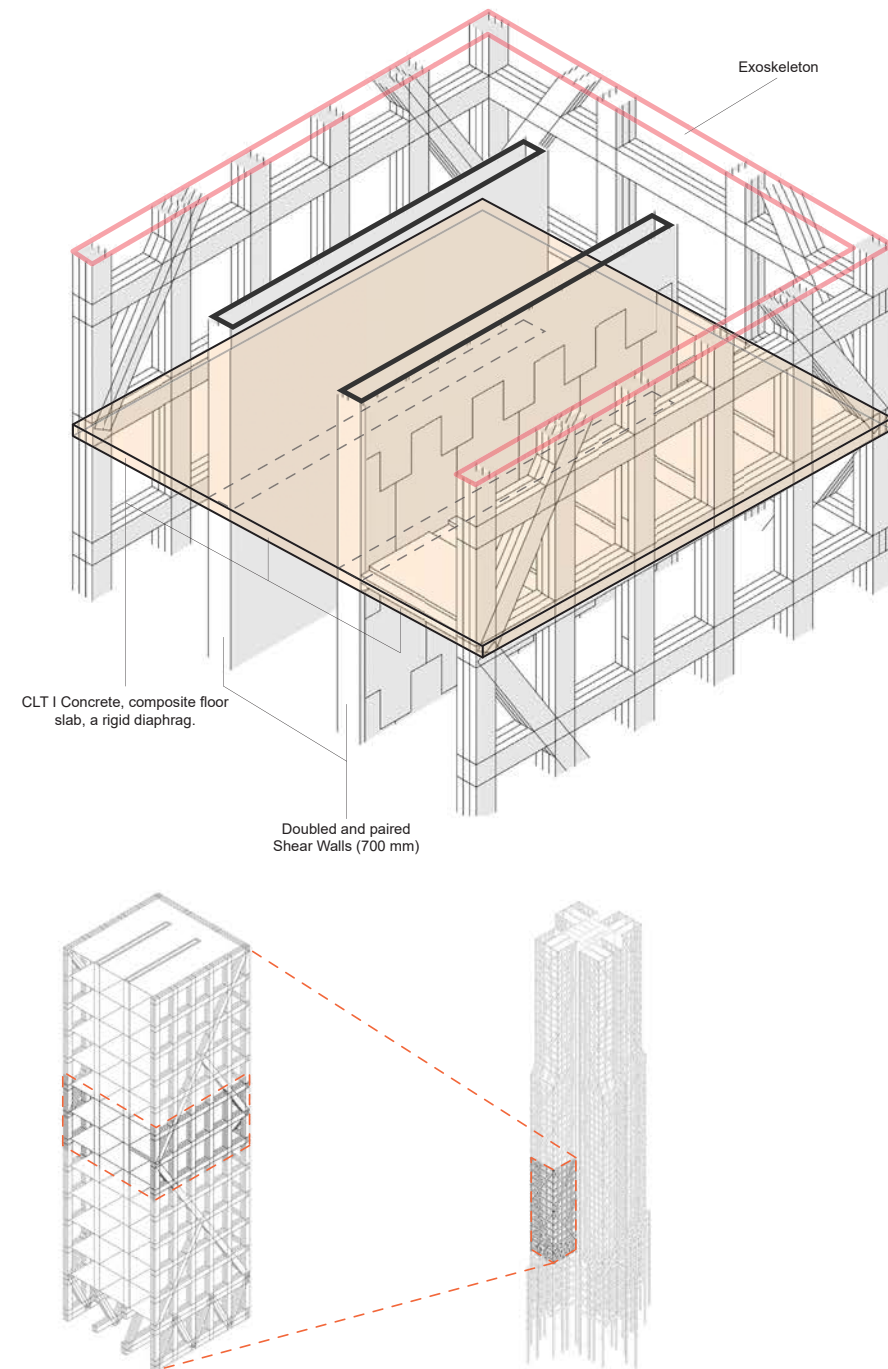 Exoskeleton
CLT I Concrete, composite floor
slab, a rigid diaphrag.
Doubled and paired
Shear Walls (700 mm)